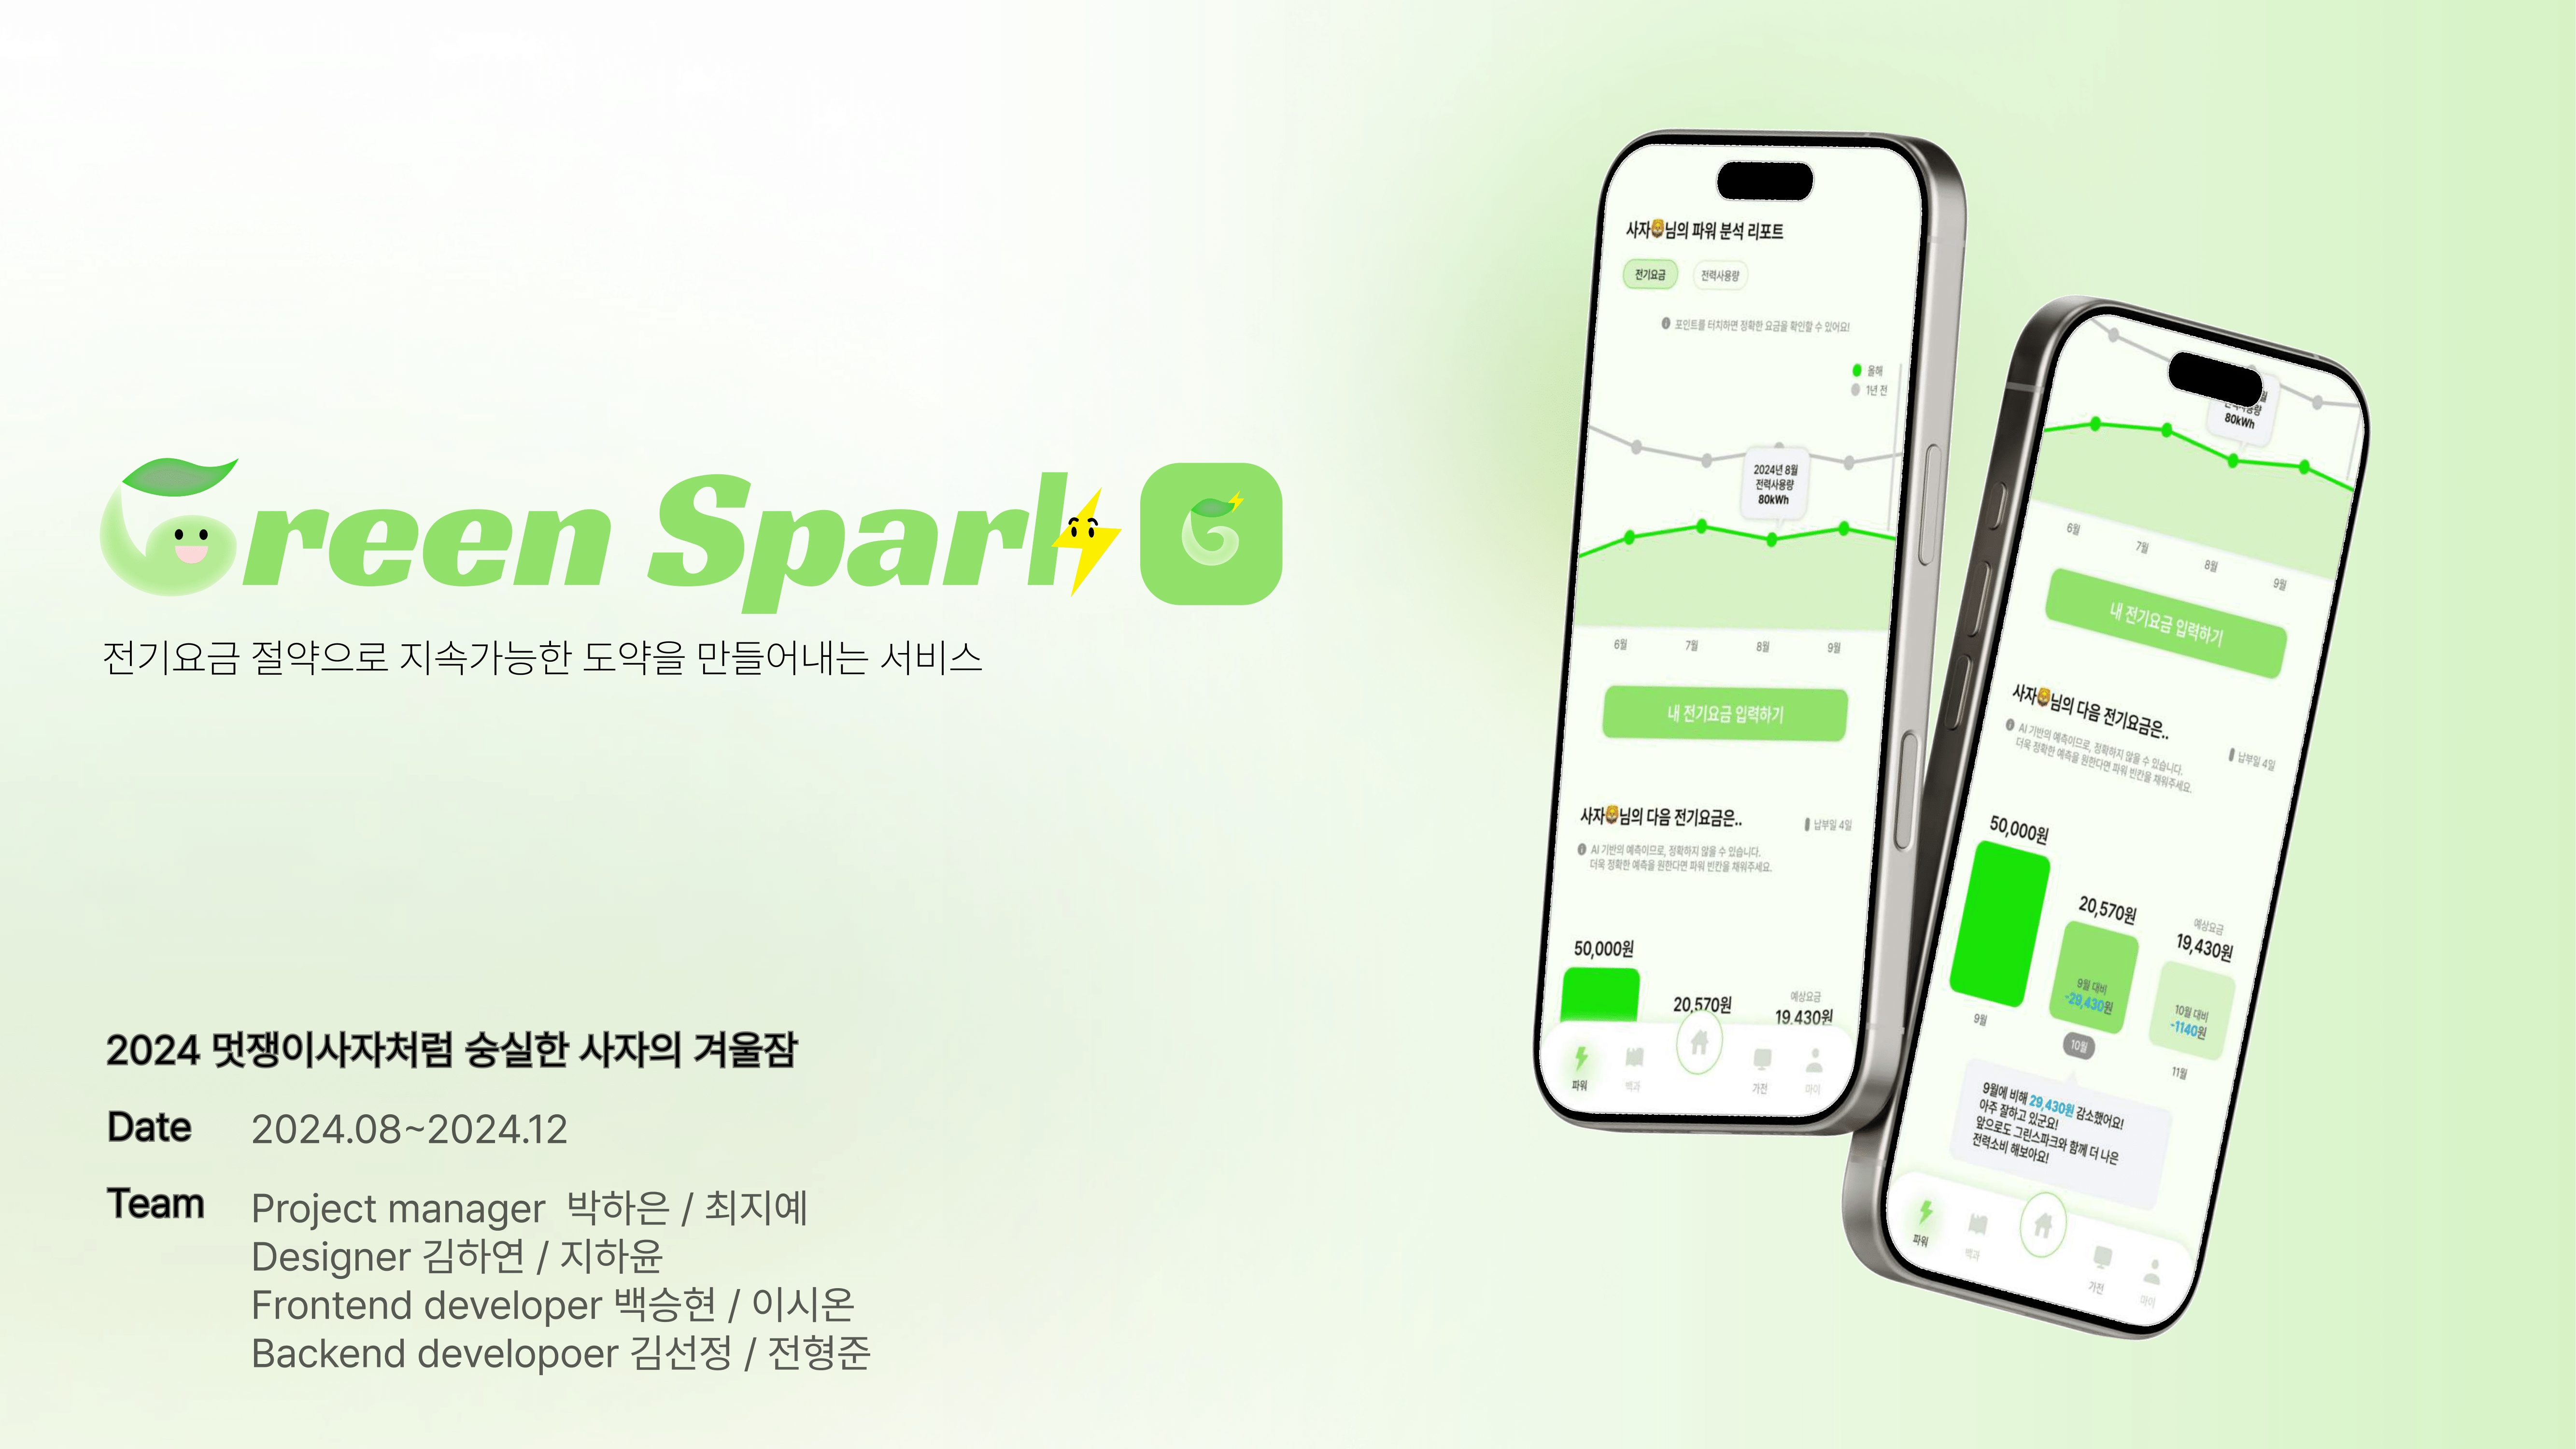 Green Spark
전기요금 절약으로 지속가능한 도약을 만들어내는 서비스
2024 멋쟁이사자처럼 숭실한 사자의 겨울잠
Date 2024.08~2024.12
Team Project manager 박하은 / 최지예
Designer 김하연 / 지하윤
Frontend developer 백승현 / 이시온
Backend developoer 김선정 / 전형준
사자🦁님의 파워 분석 리포트
전기요금 전력사용량
포인트를 터치하면 정확한 요금을 확인할 수 있어요!
올해
1년 전
2024년 8월
전력사용량
80kWh
6월 7월 8월 9월
내 전기요금 입력하기
사자🦁님의 다음 전기요금은..
납부일 4일
AI 기반의 예측이므로, 정확하지 않을 수 있습니다.
더욱 정확한 예측을 원한다면 파워 빈칸을 채워주세요.
50,000원
20,570원
예상요금
19,430원
파워 백과 가전 마이
80kWh
6월 7월 8월 9월
내 전기요금 입력하기
사자🦁님의 다음 전기요금은..
납부일 4일
AI 기반의 예측이므로, 정확하지 않을 수 있습니다.
더욱 정확한 예측을 원한다면 파워 빈칸을 채워주세요.
50,000원
20,570원
예상요금
19,430원
9월 대비
-29,430원
10월 대비
-1140원
9월
10월
11월
9월에 비해 29,430원 감소했어요!
아주 잘하고 있군요!
앞으로도 그린스파크와 함께 더 나은
전력소비 해보아요!
파워 백과 가전 마이